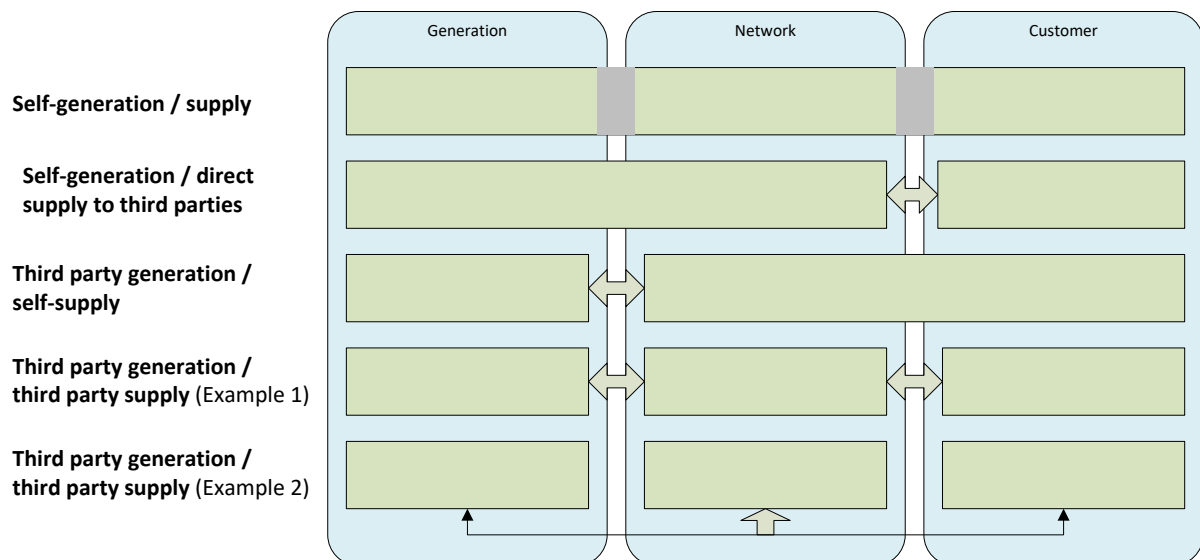 Generation
Network
Customer
Self-generation / supply
Self-generation / direct
supply to third parties
Third party generation /
self-supply
Third party generation /
third party supply (Example 1)
Third party generation /
third party supply (Example 2)